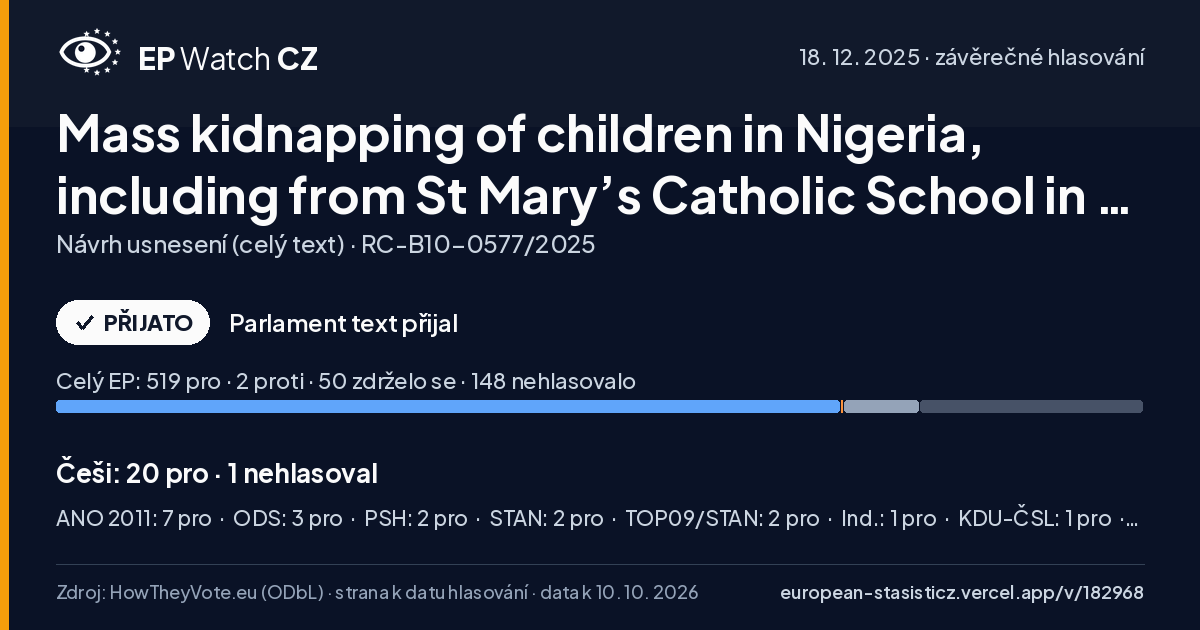 EP Watch CZ
18. 12. 2025 · závěrečné hlasování
Mass kidnapping of children in Nigeria,
including from St Mary’s Catholic School in …
Návrh usnesení (celý text) · RC-B10-0577/2025
✓ PŘIJATO
Parlament text přijal
Celý EP: 519 pro · 2 proti · 50 zdrželo se · 148 nehlasovalo
Češi: 20 pro · 1 nehlasoval
ANO 2011: 7 pro · ODS: 3 pro · PSH: 2 pro · STAN: 2 pro · TOP09/STAN: 2 pro · Ind.: 1 pro · KDU-ČSL: 1 pro ·…
Zdroj: HowTheyVote.eu (ODbL) · strana k datu hlasování · data k 10. 10. 2026
european-stasisticz.vercel.app/v/182968